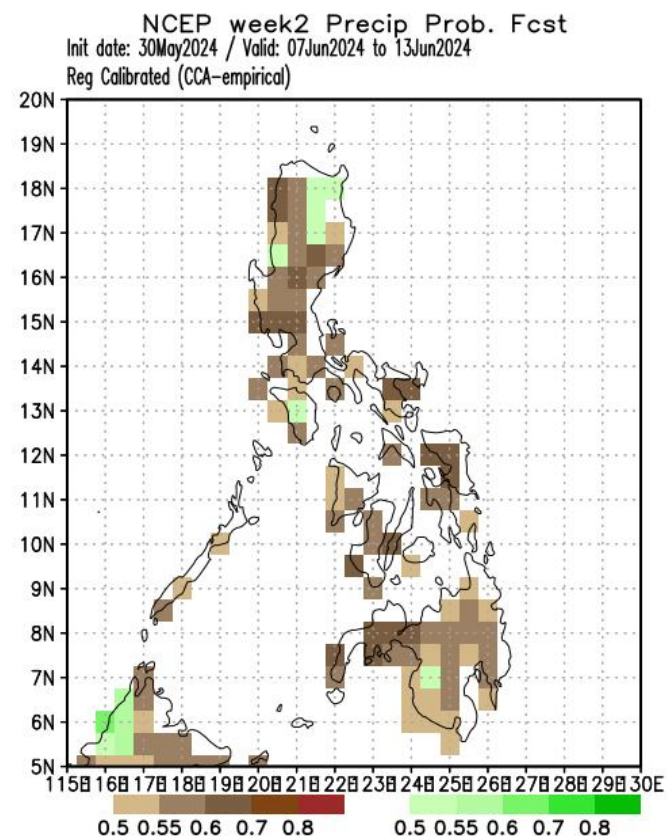 NCEP week2 Precip Prob. Fcst
Init date: 30May2024 / Valid: 07Jun2024 to 13Jun2024
Reg Calibrated (CCA-empirical)
20N
19N
18N
17N
16N
15N
14N
13N
12N
11N
10N
9N
8N
7N
6N
5N
115E 116E 117E 118E 119E 120E 121E 122E 123E 124E 125E 126E 127E 128E 129E 130E
0.5 0.55 0.6 0.7 0.8 0.5 0.55 0.6 0.7 0.8